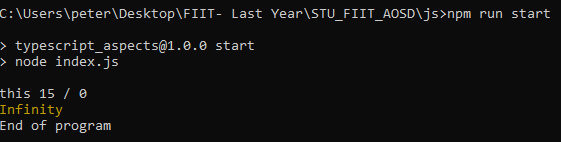 C:\Users\peter\Desktop\FIIT- Last Year\STU_FIIT_AOSD\js>npm run start
> typescript_aspects@1.0.0 start
> node index.js
this 15 / 0
Infinity
End of program